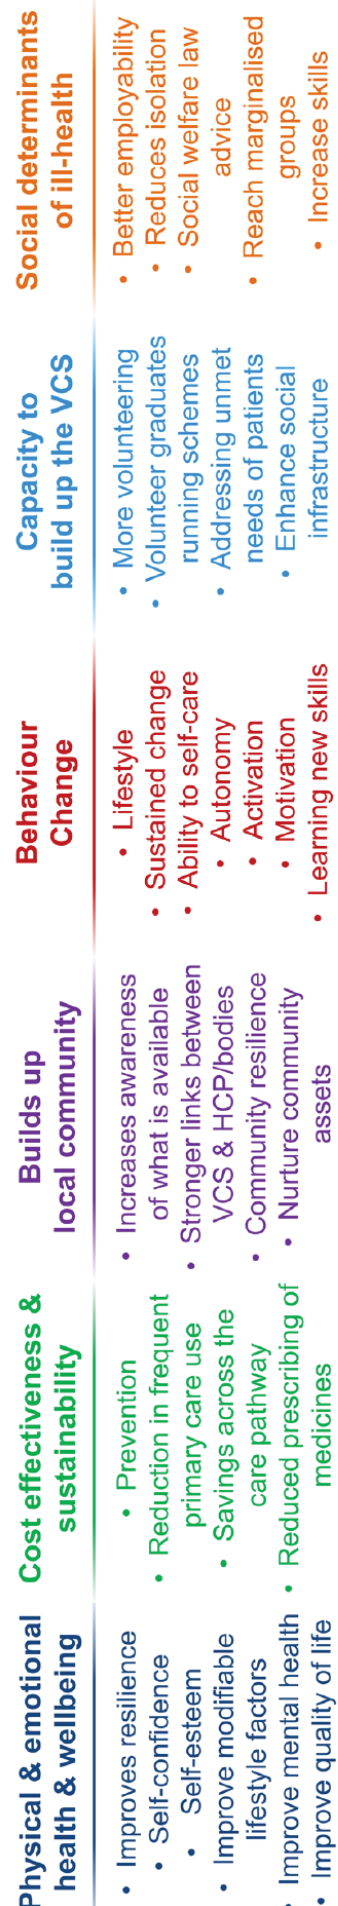 Physical & emotional
health & wellbeing
• Improves resilience
• Self-confidence
• Self-esteem
• Improve modifiable
lifestyle factors
• Improve mental health
• Improve quality of life
Cost effectiveness &
sustainability
• Prevention
• Reduction in frequent
primary care use
• Savings across the
care pathway
• Reduced prescribing of
medicines
Builds up
local community
• Increases awareness
of what is available
• Stronger links between
VCS & HCP/bodies
• Community resilience
• Nurture community
assets
Behaviour
Change
• Lifestyle
• Sustained change
• Ability to self-care
• Autonomy
• Activation
• Motivation
• Learning new skills
Capacity to
build up the VCS
• More volunteering
• Volunteer graduates
running schemes
• Addressing unmet
needs of patients
• Enhance social
infrastructure
Social determinants
of ill-health
• Better employability
• Reduces isolation
• Social welfare law
advice
• Reach marginalised
groups
• Increase skills